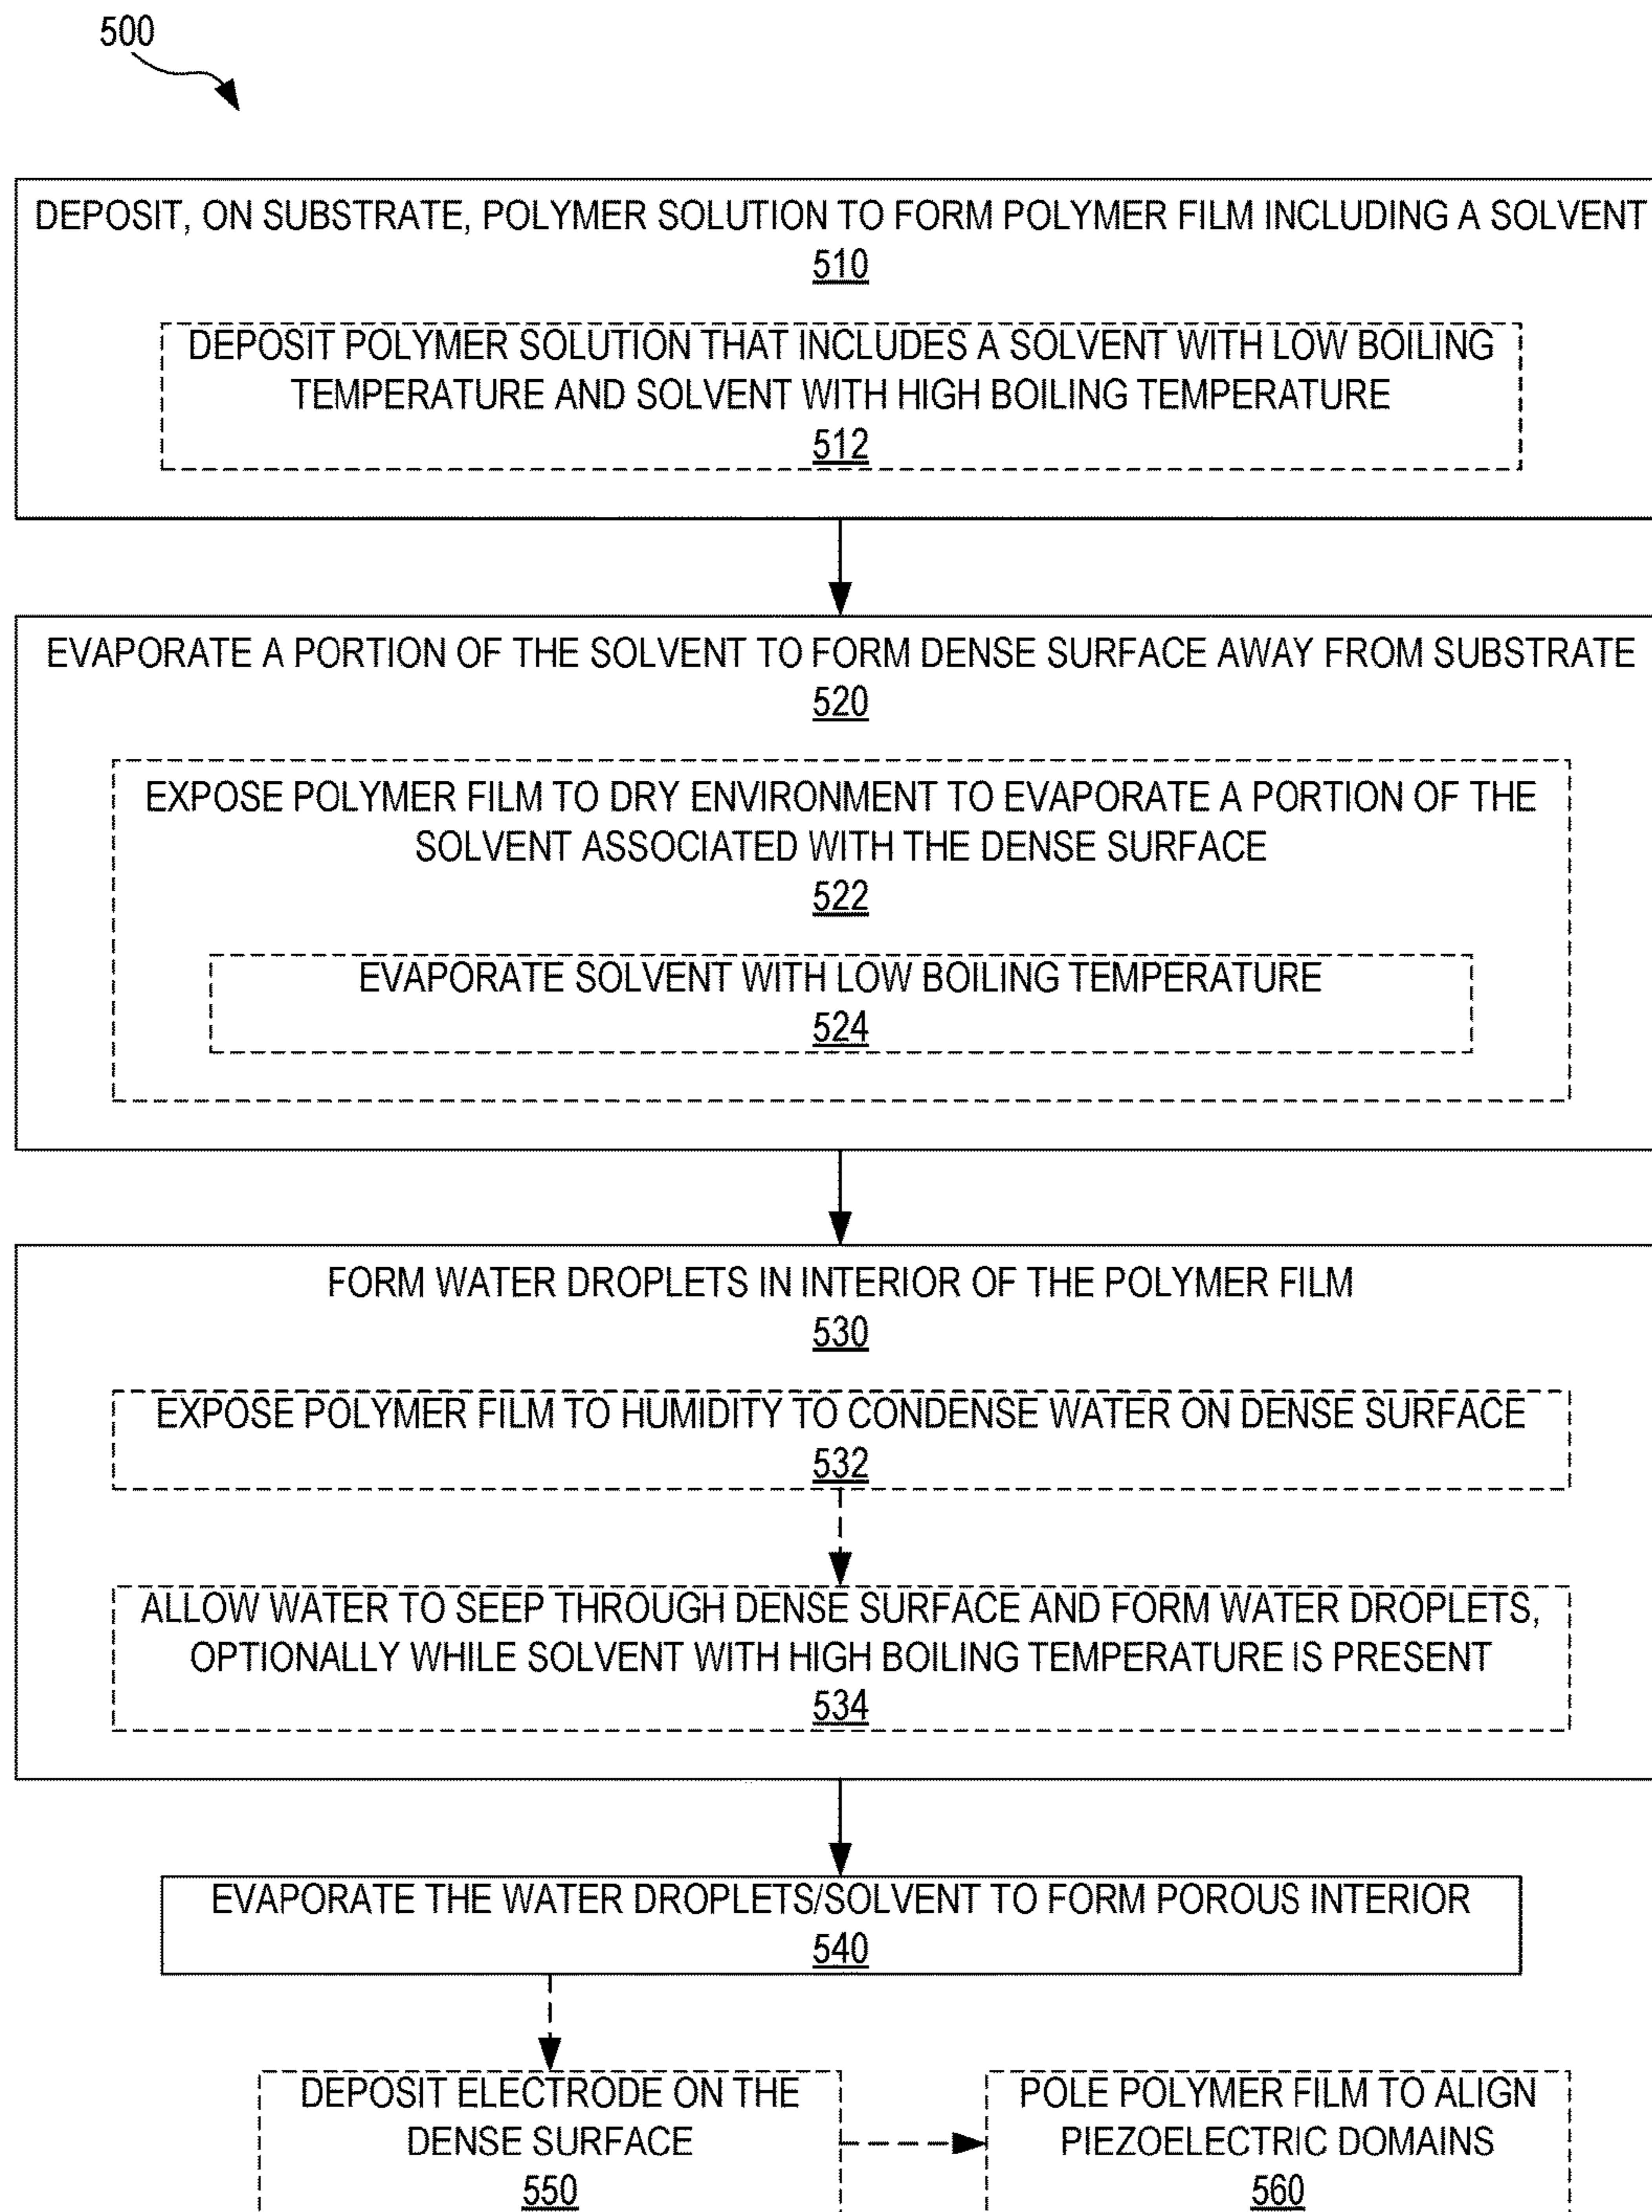 500
DEPOSIT, ON SUBSTRATE, POLYMER SOLUTION TO FORM POLYMER FILM INCLUDING A SOLVENT
510
DEPOSIT POLYMER SOLUTION THAT INCLUDES A SOLVENT WITH LOW BOILING
TEMPERATURE AND SOLVENT WITH HIGH BOILING TEMPERATURE
512
EVAPORATE A PORTION OF THE SOLVENT TO FORM DENSE SURFACE AWAY FROM SUBSTRATE
520
EXPOSE POLYMER FILM TO DRY ENVIRONMENT TO EVAPORATE A PORTION OF THE
SOLVENT ASSOCIATED WITH THE DENSE SURFACE
522
EVAPORATE SOLVENT WITH LOW BOILING TEMPERATURE
524
FORM WATER DROPLETS IN INTERIOR OF THE POLYMER FILM
530
EXPOSE POLYMER FILM TO HUMIDITY TO CONDENSE WATER ON DENSE SURFACE
532
ALLOW WATER TO SEEP THROUGH DENSE SURFACE AND FORM WATER DROPLETS,
OPTIONALLY WHILE SOLVENT WITH HIGH BOILING TEMPERATURE IS PRESENT
534
EVAPORATE THE WATER DROPLETS/SOLVENT TO FORM POROUS INTERIOR
540
DEPOSIT ELECTRODE ON THE
DENSE SURFACE
550
POLE POLYMER FILM TO ALIGN
PIEZOELECTRIC DOMAINS
560